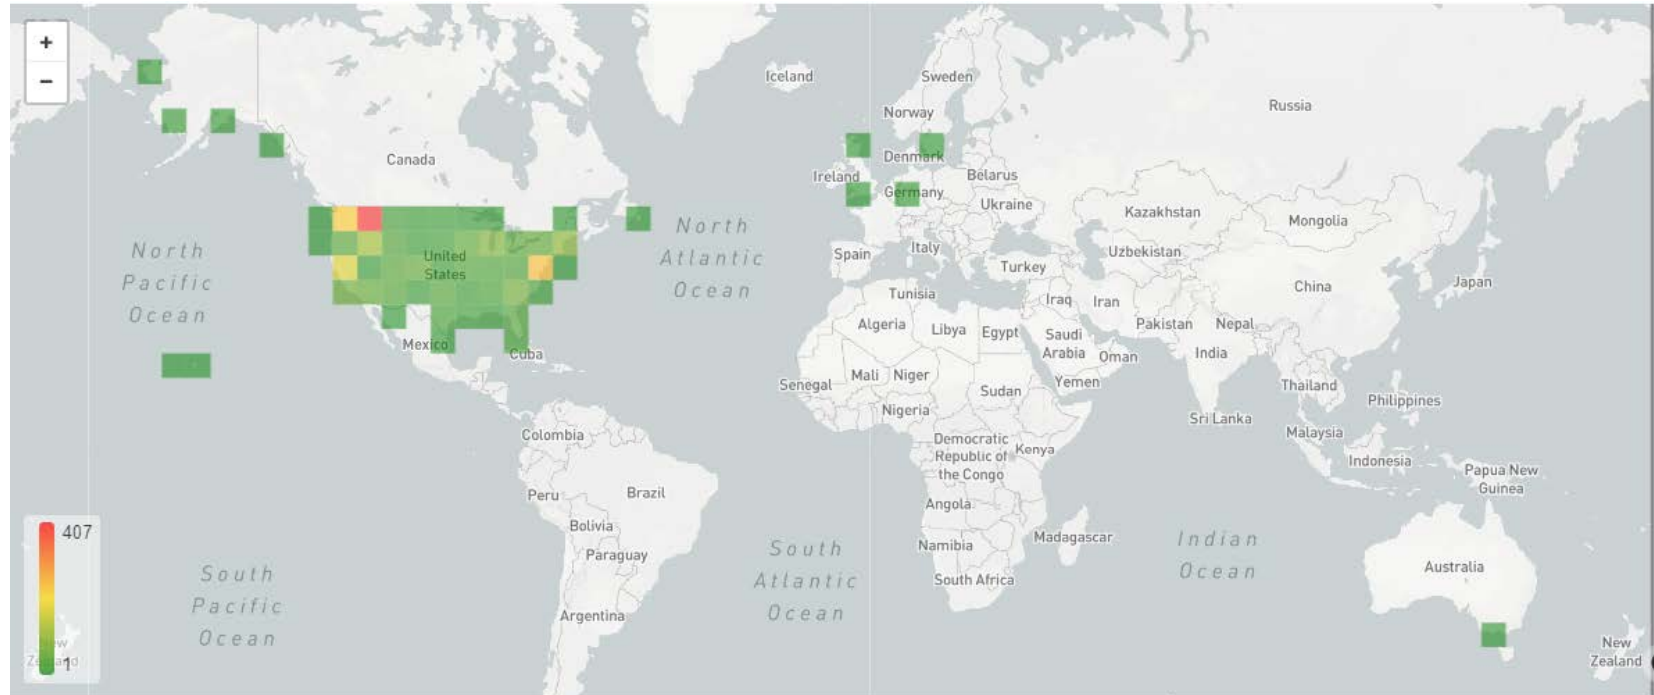 +
−
Iceland
Sweden
Norway
Russia
Canada
Denmark
Ireland
Belarus
Germany
Ukraine
Kazakhstan
Mongolia
North
Pacific
Ocean
North
Atlantic
Ocean
United
States
Spain
Italy
Uzbekistan
Turkey
China
Japan
Tunisia
Iraq
Iran
Algeria
Libya
Egypt
Saudi
Arabia
Pakistan
Nepal
Mexico
Cuba
Oman
India
Senegal
Mali
Niger
Sudan
Yemen
Thailand
Philippines
Nigeria
Sri Lanka
Colombia
Democratic
Republic of
the Congo
Kenya
Malaysia
Indonesia
Papua New
Guinea
Peru
Brazil
Angola
Bolivia
407
Paraguay
Namibia
Madagascar
South
Atlantic
Ocean
Indian
Ocean
Australia
South
Pacific
Ocean
South Africa
Argentina
New
Zealand
1
New
Zealand